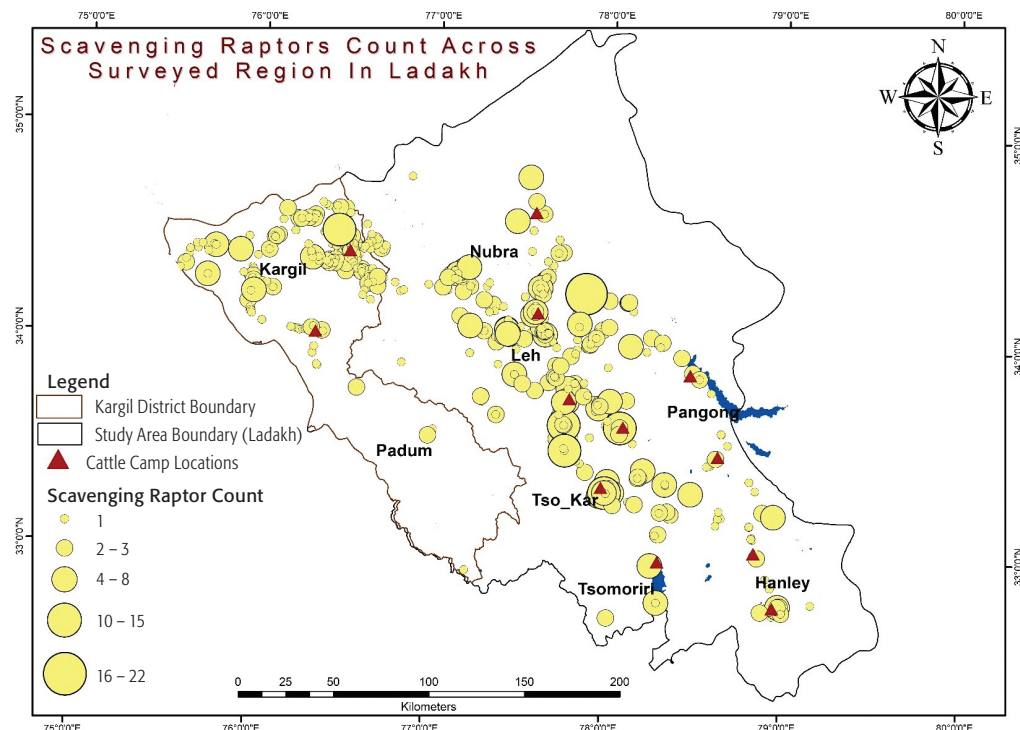 75°0'0"E 76°0'0"E 77°0'0"E 78°0'0"E 79°0'0"E 80°0'0"E
Scavenging Raptors Count Across
Surveyed Region In Ladakh
N
W E
S
35°0'0"N
35°0'0"N
Nubra
Kargil
34°0'0"N
34°0'0"N
Leh
Legend
Kargil District Boundary
Study Area Boundary (Ladakh)
Cattle Camp Locations
Pangong
Padum
Scavenging Raptor Count
1
2 – 3
4 – 8
10 – 15
16 – 22
Tso_Kar
33°0'0"N
33°0'0"N
Tsomoriri
Hanley
0 25 50 100 150 200
Kilometers
75°0'0"E 76°0'0"E 77°0'0"E 78°0'0"E 79°0'0"E 80°0'0"E